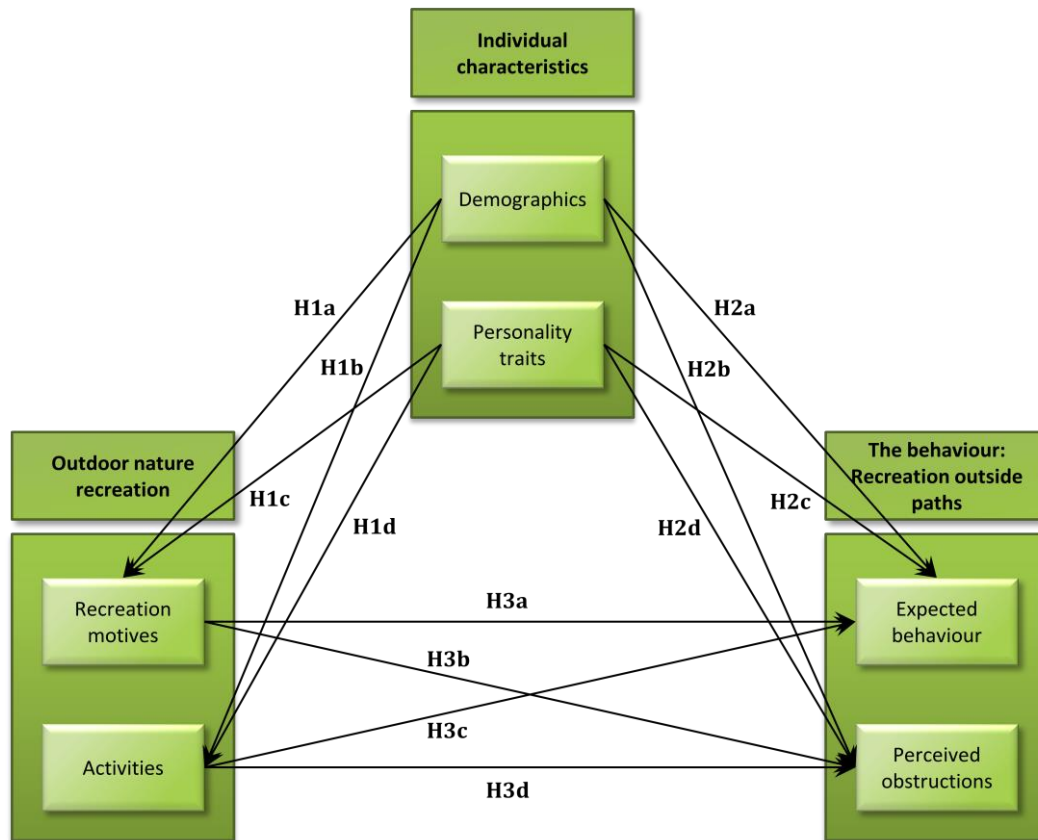 Individual
characteristics
Demographics
H1a
H2a
Personality
traits
H1b
H2b
Outdoor nature
recreation
The behaviour:
Recreation outside
paths
H1c
H2c
H1d
H2d
Recreation
motives
H3a
Expected
behaviour
H3b
H3c
Activities
Perceived
obstructions
H3d